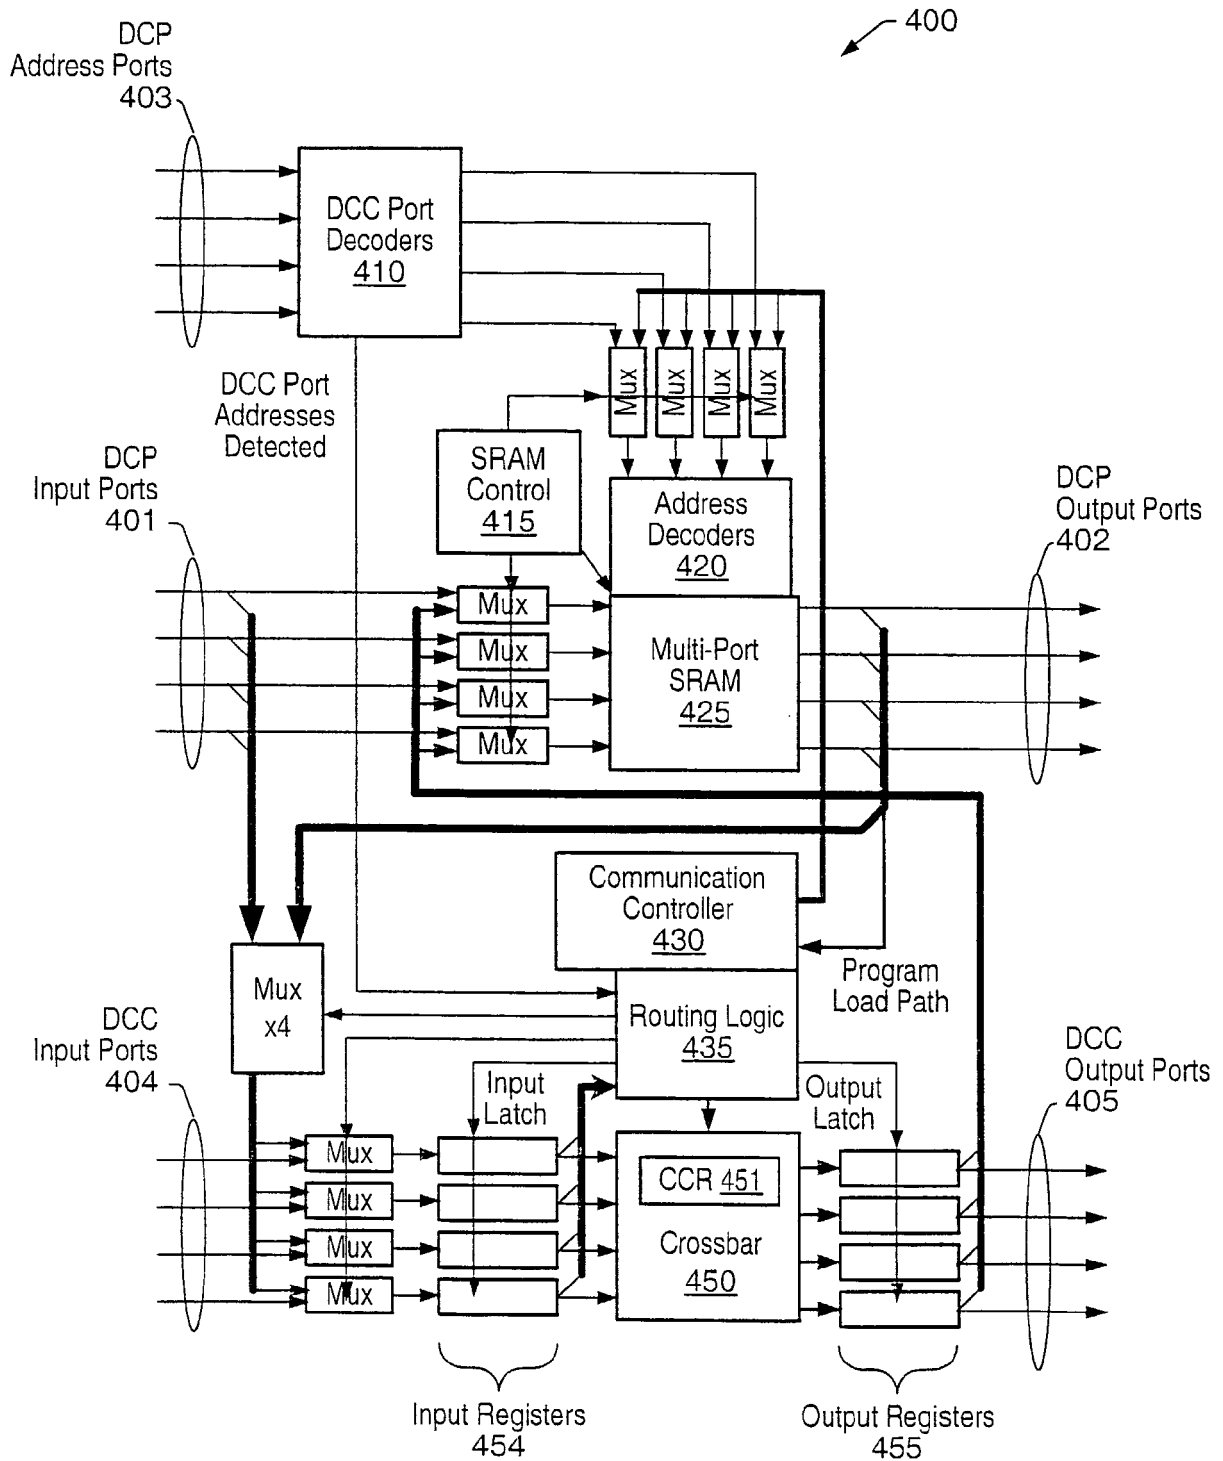 400
DCP
Address Ports
403
DCC Port
Decoders
410
DCC Port
Addresses
Detected
Mux
Mux
Mux
Mux
SRAM
Control
415
Address
Decoders
420
DCP
Input Ports
401
DCP
Output Ports
402
Mux
Mux
Mux
Mux
Multi-Port
SRAM
425
Communication
Controller
430
Program
Load Path
Mux
x4
Routing Logic
435
DCC
Input Ports
404
DCC
Output Ports
405
Input
Latch
Output
Latch
Mux
Mux
Mux
Mux
CCR 451
Crossbar
450
Input Registers
454
Output Registers
455